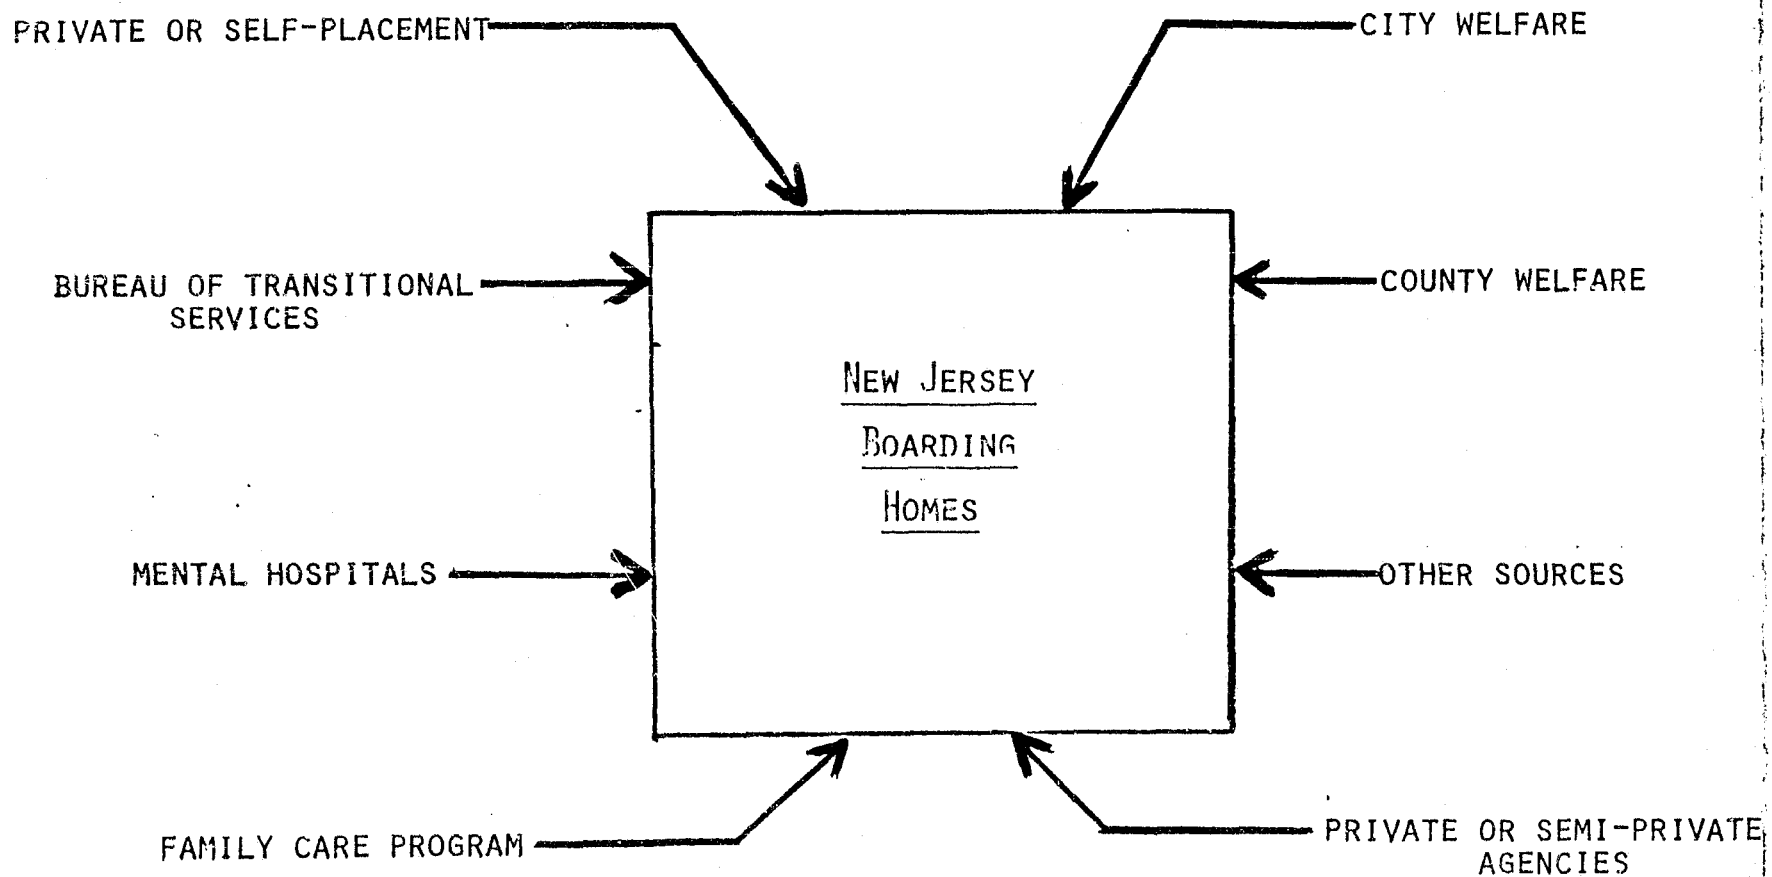 PRIVATE OR SELF-PLACEMENT
CITY WELFARE
BUREAU OF TRANSITIONAL
SERVICES
COUNTY WELFARE
NEW JERSEY
BOARDING
HOMES
MENTAL HOSPITALS
OTHER SOURCES
FAMILY CARE PROGRAM
PRIVATE OR SEMI-PRIVATE
AGENCIES